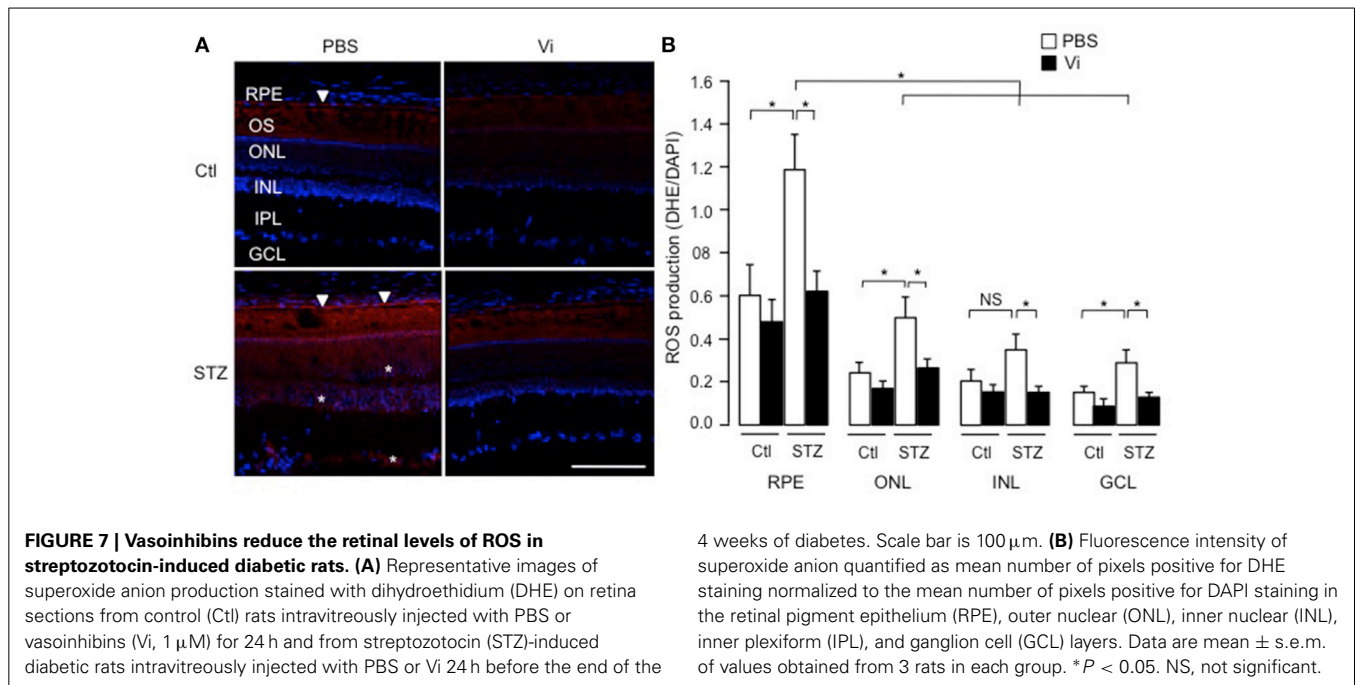 A
PBS
Vi
RPE
OS
ONL
INL
IPL
GCL
Ctl
STZ
*
*
*
B
PBS
Vi
ROS production (DHE/DAPI)
1.6
1.4
1.2
1.0
08
0.6
0.4
0.2
0.0
*
* *
* *
NS *
* *
Ctl STZ Ctl STZ Ctl STZ Ctl STZ
RPE ONL INL GCL
FIGURE 7 | Vasoinhibins reduce the retinal levels of ROS in
streptozotocin-induced diabetic rats. (A) Representative images of
superoxide anion production stained with dihydroethidium (DHE) on retina
sections from control (Ctl) rats intravitreously injected with PBS or
vasoinhibins (Vi, 1 μM) for 24 h and from streptozotocin (STZ)-induced
diabetic rats intravitreously injected with PBS or Vi 24 h before the end of the
4 weeks of diabetes. Scale bar is 100 μm. (B) Fluorescence intensity of
superoxide anion quantified as mean number of pixels positive for DHE
staining normalized to the mean number of pixels positive for DAPI staining in
the retinal pigment epithelium (RPE), outer nuclear (ONL), inner nuclear (INL),
inner plexiform (IPL), and ganglion cell (GCL) layers. Data are mean ± s.e.m.
of values obtained from 3 rats in each group. *P < 0.05. NS, not significant.